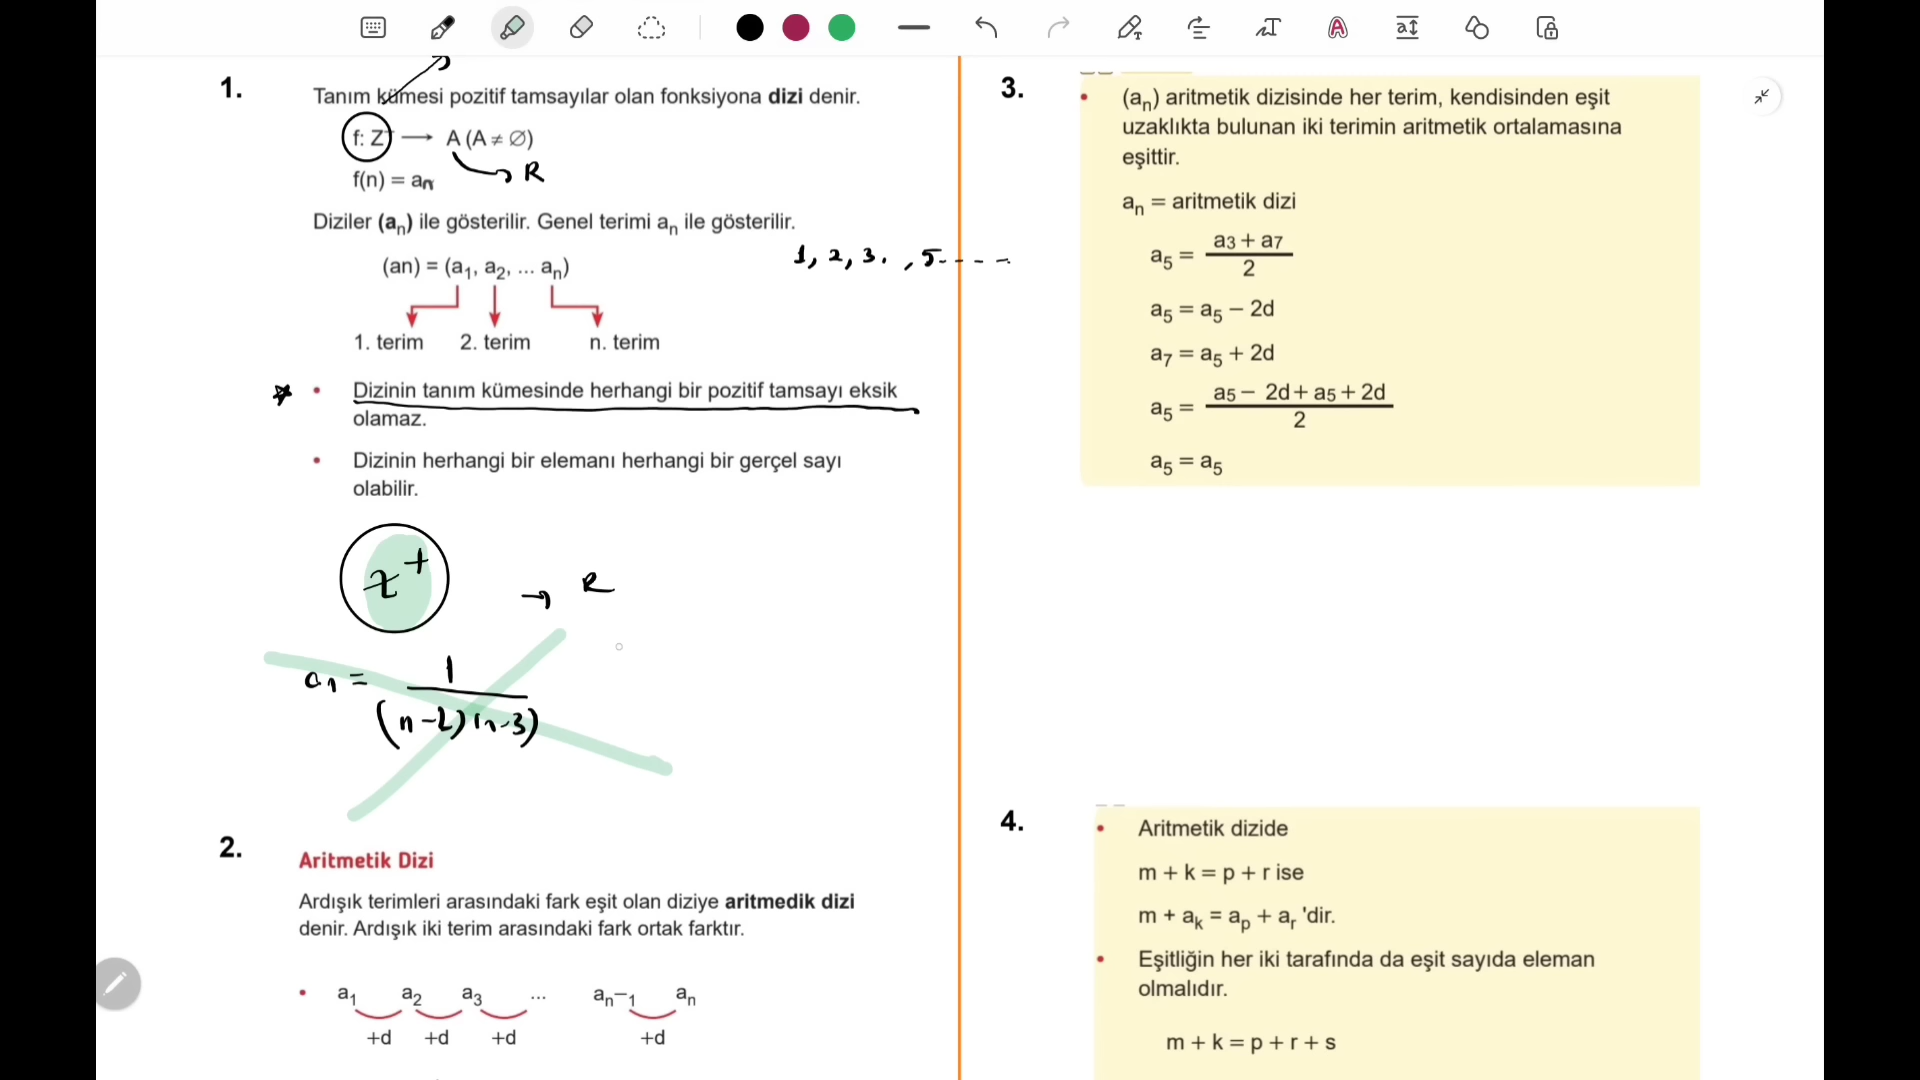 1.
Tanım kümesi pozitif tamsayılar olan fonksiyona dizi denir.
f: Z⁺ → A (A ≠ ∅)
R
f(n) = aₙ
Diziler (aₙ) ile gösterilir. Genel terimi aₙ ile gösterilir.
1, 2, 3. , 5. - - -
(an) = (a₁, a₂, ... aₙ)
1. terim 2. terim n. terim
• Dizinin tanım kümesinde herhangi bir pozitif tamsayı eksik
olamaz.
• Dizinin herhangi bir elemanı herhangi bir gerçel sayı
olabilir.
Z⁺ → R
aₙ = 1
(n-2)(n-3)
2.
Aritmetik Dizi
Ardışık terimleri arasındaki fark eşit olan diziye aritmedik dizi
denir. Ardışık iki terim arasındaki fark ortak farktır.
• a₁ a₂ a₃ ... aₙ−₁ aₙ
+d +d +d +d
3.
• (aₙ) aritmetik dizisinde her terim, kendisinden eşit
uzaklıkta bulunan iki terimin aritmetik ortalamasına
eşittir.
aₙ = aritmetik dizi
a₅ = a₃ + a₇
2
a₅ = a₅ − 2d
a₇ = a₅ + 2d
a₅ = a₅ − 2d + a₅ + 2d
2
a₅ = a₅
4.
• Aritmetik dizide
m + k = p + r ise
m + aₖ = aₚ + aᵣ 'dir.
• Eşitliğin her iki tarafında da eşit sayıda eleman
olmalıdır.
m + k = p + r + s